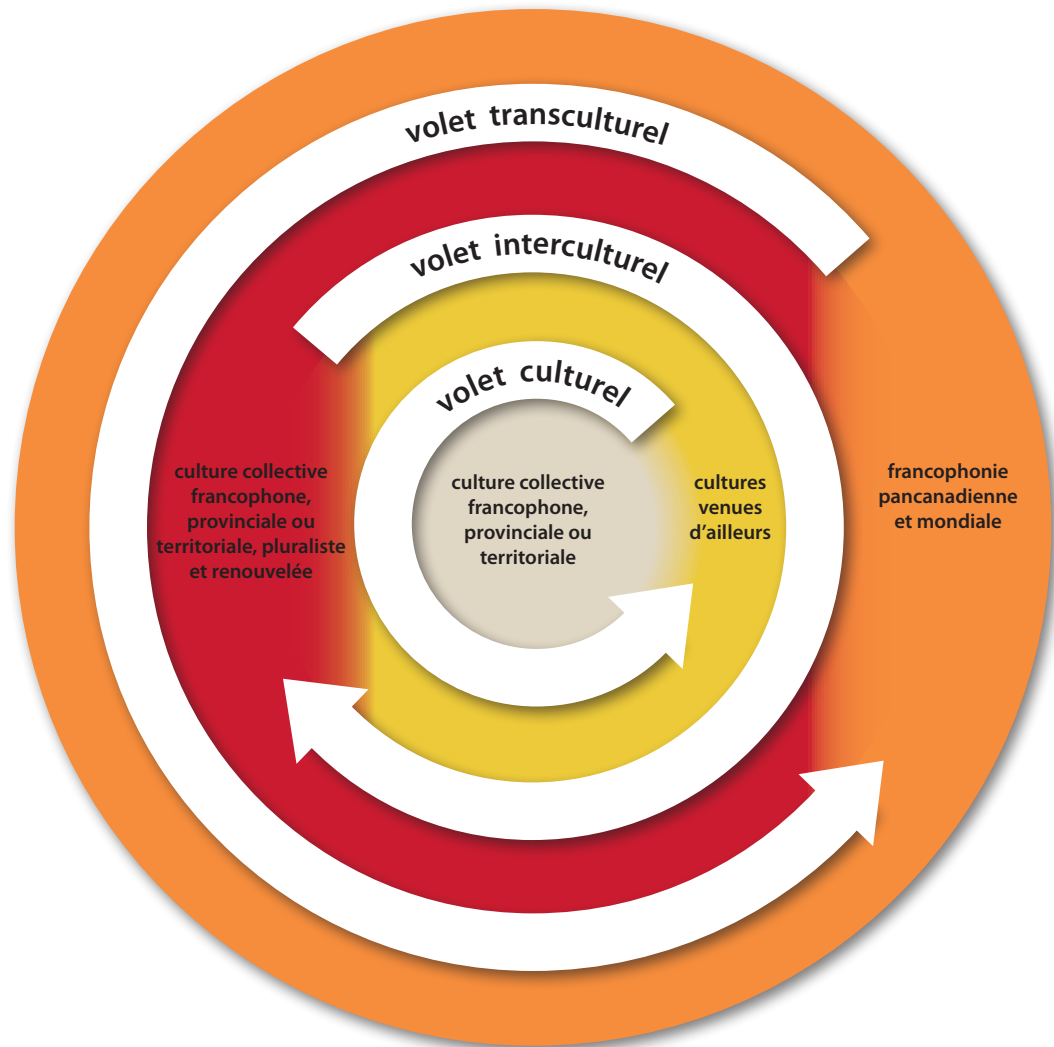 volet transculturel
volet interculturel
volet culturel
culture collective
francophone,
provinciale ou
territoriale, pluraliste
et renouvelée
culture collective
francophone,
provinciale ou
territoriale
cultures
venues
d'ailleurs
francophonie
pancanadienne
et mondiale